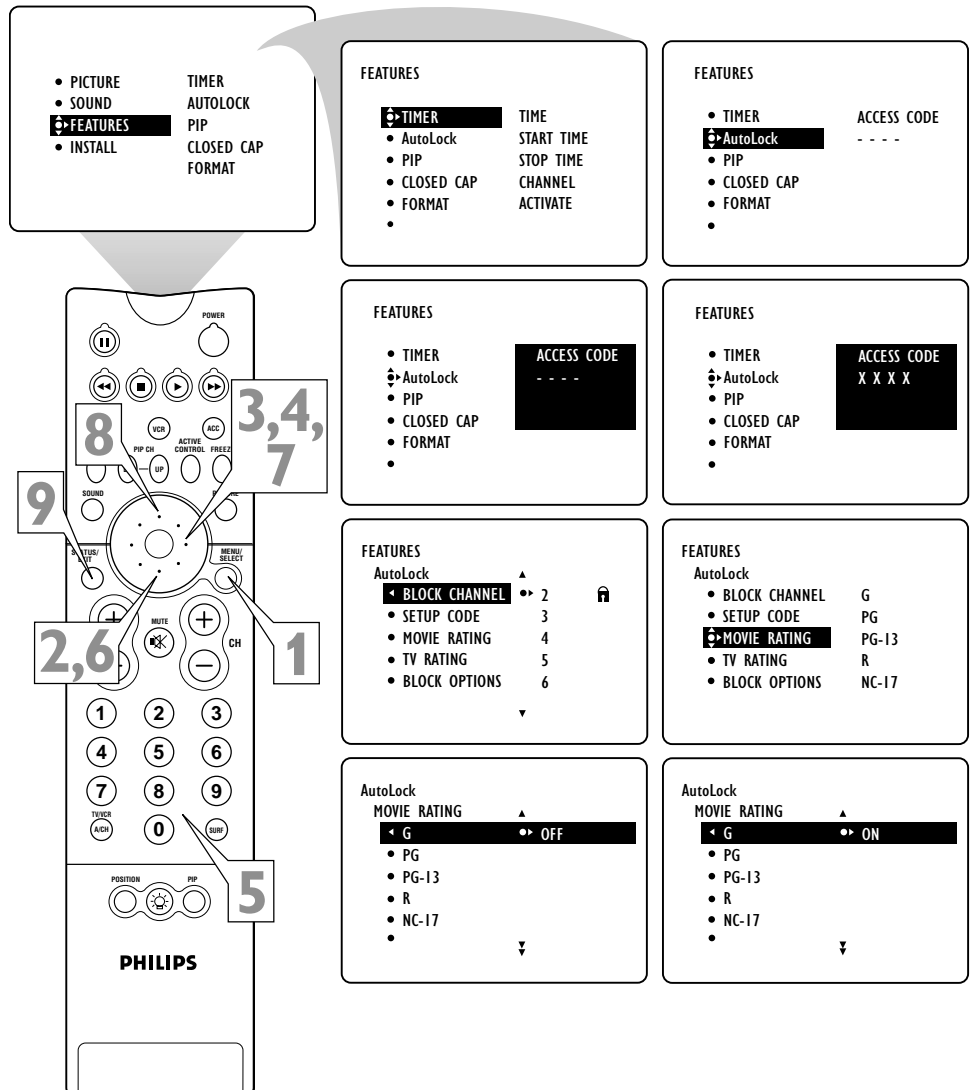 PICTURE TIMER
SOUND AUTOLOCK
FEATURES PIP
INSTALL CLOSED CAP
FORMAT
FEATURES
TIMER TIME
AutoLock START TIME
PIP STOP TIME
CLOSED CAP CHANNEL
FORMAT ACTIVATE
FEATURES
TIMER ACCESS CODE
AutoLock - - - -
PIP
CLOSED CAP
FORMAT
FEATURES
TIMER ACCESS CODE
AutoLock - - - -
PIP
CLOSED CAP
FORMAT
FEATURES
TIMER ACCESS CODE
AutoLock X X X X
PIP
CLOSED CAP
FORMAT
FEATURES
AutoLock
BLOCK CHANNEL 2
SETUP CODE 3
MOVIE RATING 4
TV RATING 5
BLOCK OPTIONS 6
FEATURES
AutoLock
BLOCK CHANNEL G
SETUP CODE PG
MOVIE RATING PG-13
TV RATING R
BLOCK OPTIONS NC-17
AutoLock
MOVIE RATING
G OFF
PG
PG-13
R
NC-17
AutoLock
MOVIE RATING
G ON
PG
PG-13
R
NC-17
POWER
VCR ACC
PIP CH ACTIVE CONTROL
UP
8
3,4,
7
SOUND
9
MENU/
SELECT
MUTE
CH
2,6
1
1 2 3
4 5 6
7 8 9
TV/VCR
A/CH 0 SURF
5
POSITION PIP
PHILIPS